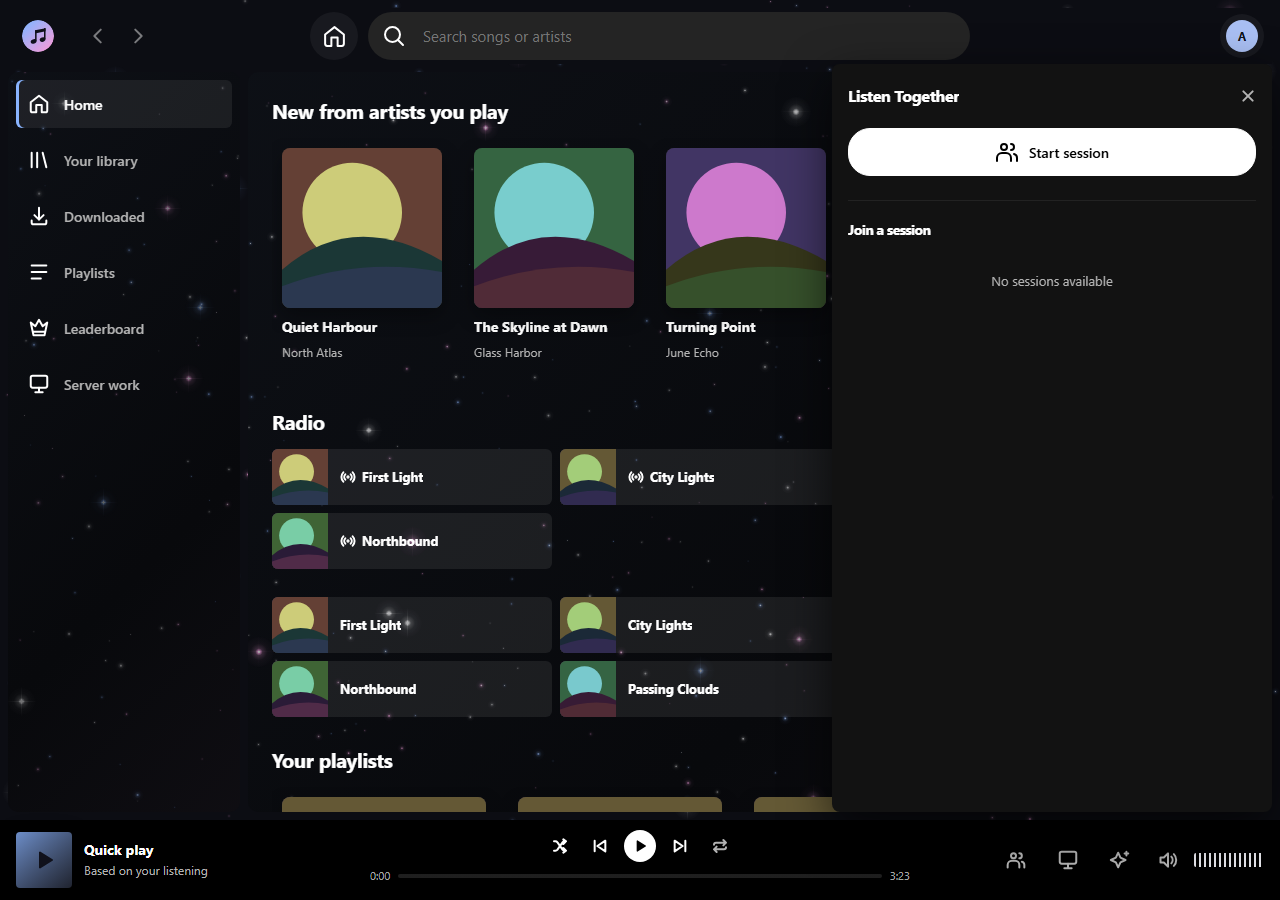 Search songs or artists
A
Home
Your library
Downloaded
Playlists
Leaderboard
Server work
New from artists you play
Quiet Harbour
North Atlas
The Skyline at Dawn
Glass Harbor
Turning Point
June Echo
Radio
First Light
City Lights
Northbound
First Light
City Lights
Northbound
Passing Clouds
Your playlists
Listen Together
Start session
Join a session
No sessions available
Quick play
Based on your listening
0:00
3:23